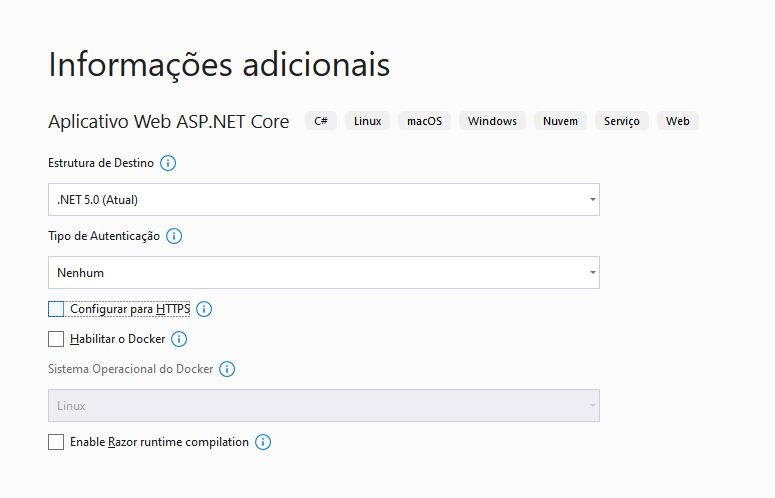 Informações adicionais
Aplicativo Web ASP.NET Core C# Linux macOS Windows Nuvem Serviço Web
Estrutura de Destino
.NET 5.0 (Atual)
Tipo de Autenticação
Nenhum
Configurar para HTTPS
Habilitar o Docker
Sistema Operacional do Docker
Linux
Enable Razor runtime compilation